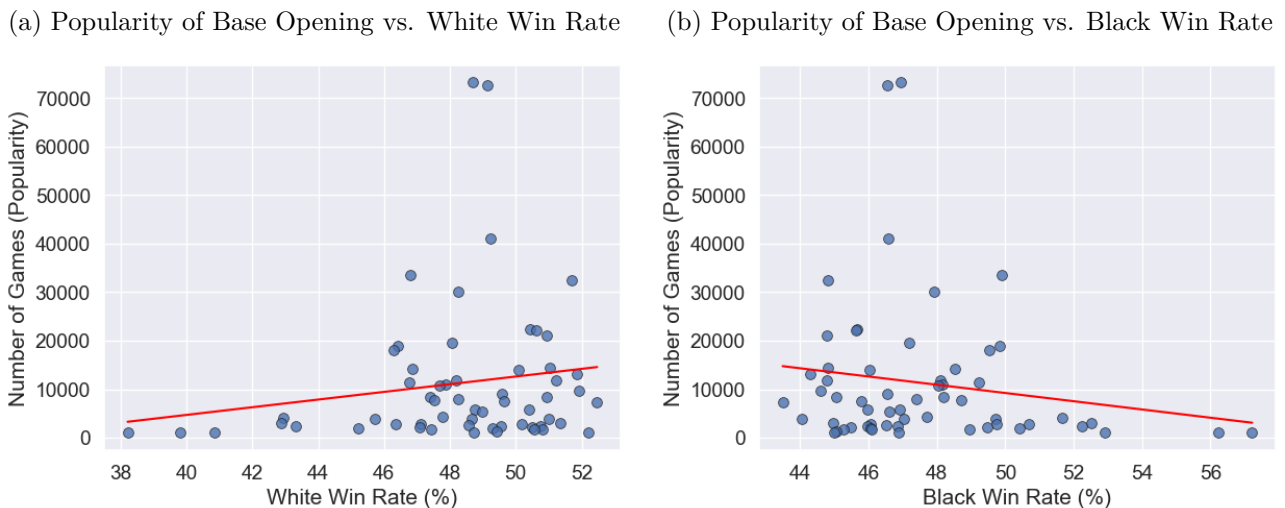 (a) Popularity of Base Opening vs. White Win Rate
70000
60000
50000
40000
30000
20000
10000
0
Number of Games (Popularity)
38 40 42 44 46 48 50 52
White Win Rate (%)
(b) Popularity of Base Opening vs. Black Win Rate
70000
60000
50000
40000
30000
20000
10000
0
Number of Games (Popularity)
44 46 48 50 52 54 56
Black Win Rate (%)